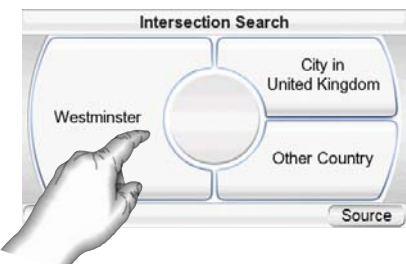 Intersection Search
City in
United Kingdom
Westminster
Other Country
Source